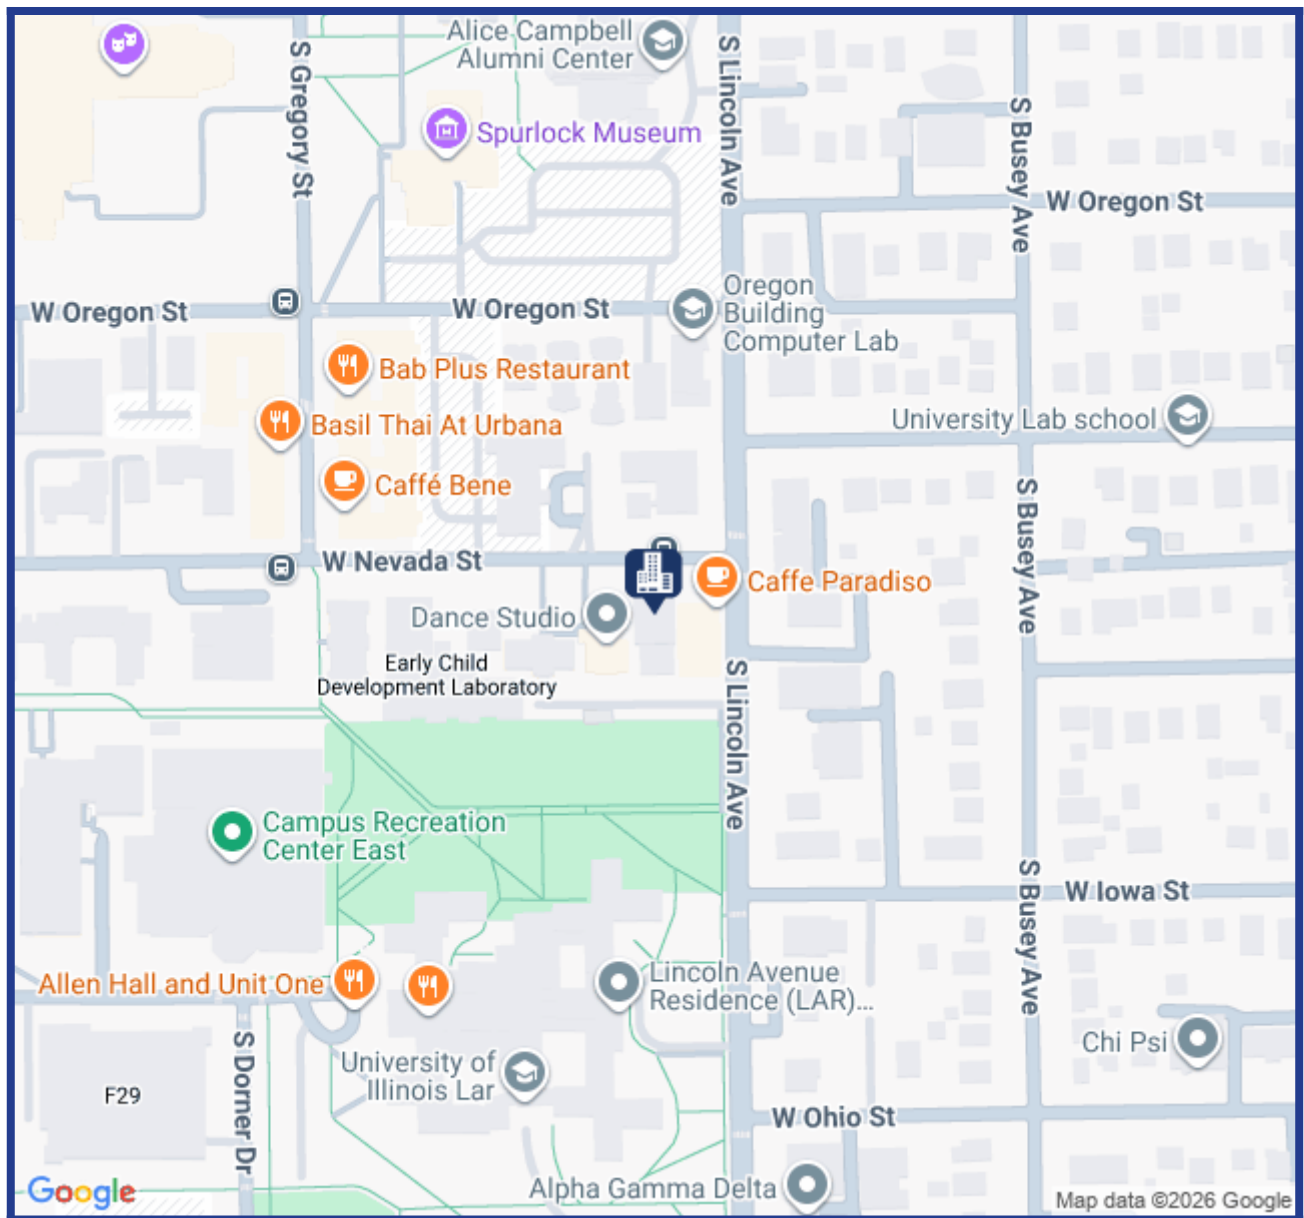 Alice Campbell
Alumni Center
S Gregory St
S Lincoln Ave
S Busey Ave
Spurlock Museum
W Oregon St
W Oregon St
W Oregon St
Oregon
Building
Computer Lab
Bab Plus Restaurant
Basil Thai At Urbana
University Lab school
Caffé Bene
S Busey Ave
W Nevada St
Caffe Paradiso
Dance Studio
Early Child
Development Laboratory
S Lincoln Ave
Campus Recreation
Center East
W Iowa St
S Busey Ave
Allen Hall and Unit One
Lincoln Avenue
Residence (LAR)...
S Dorner Dr
Chi Psi
University of
Illinois Lar
F29
W Ohio St
Alpha Gamma Delta
Google
Map data ©2026 Google